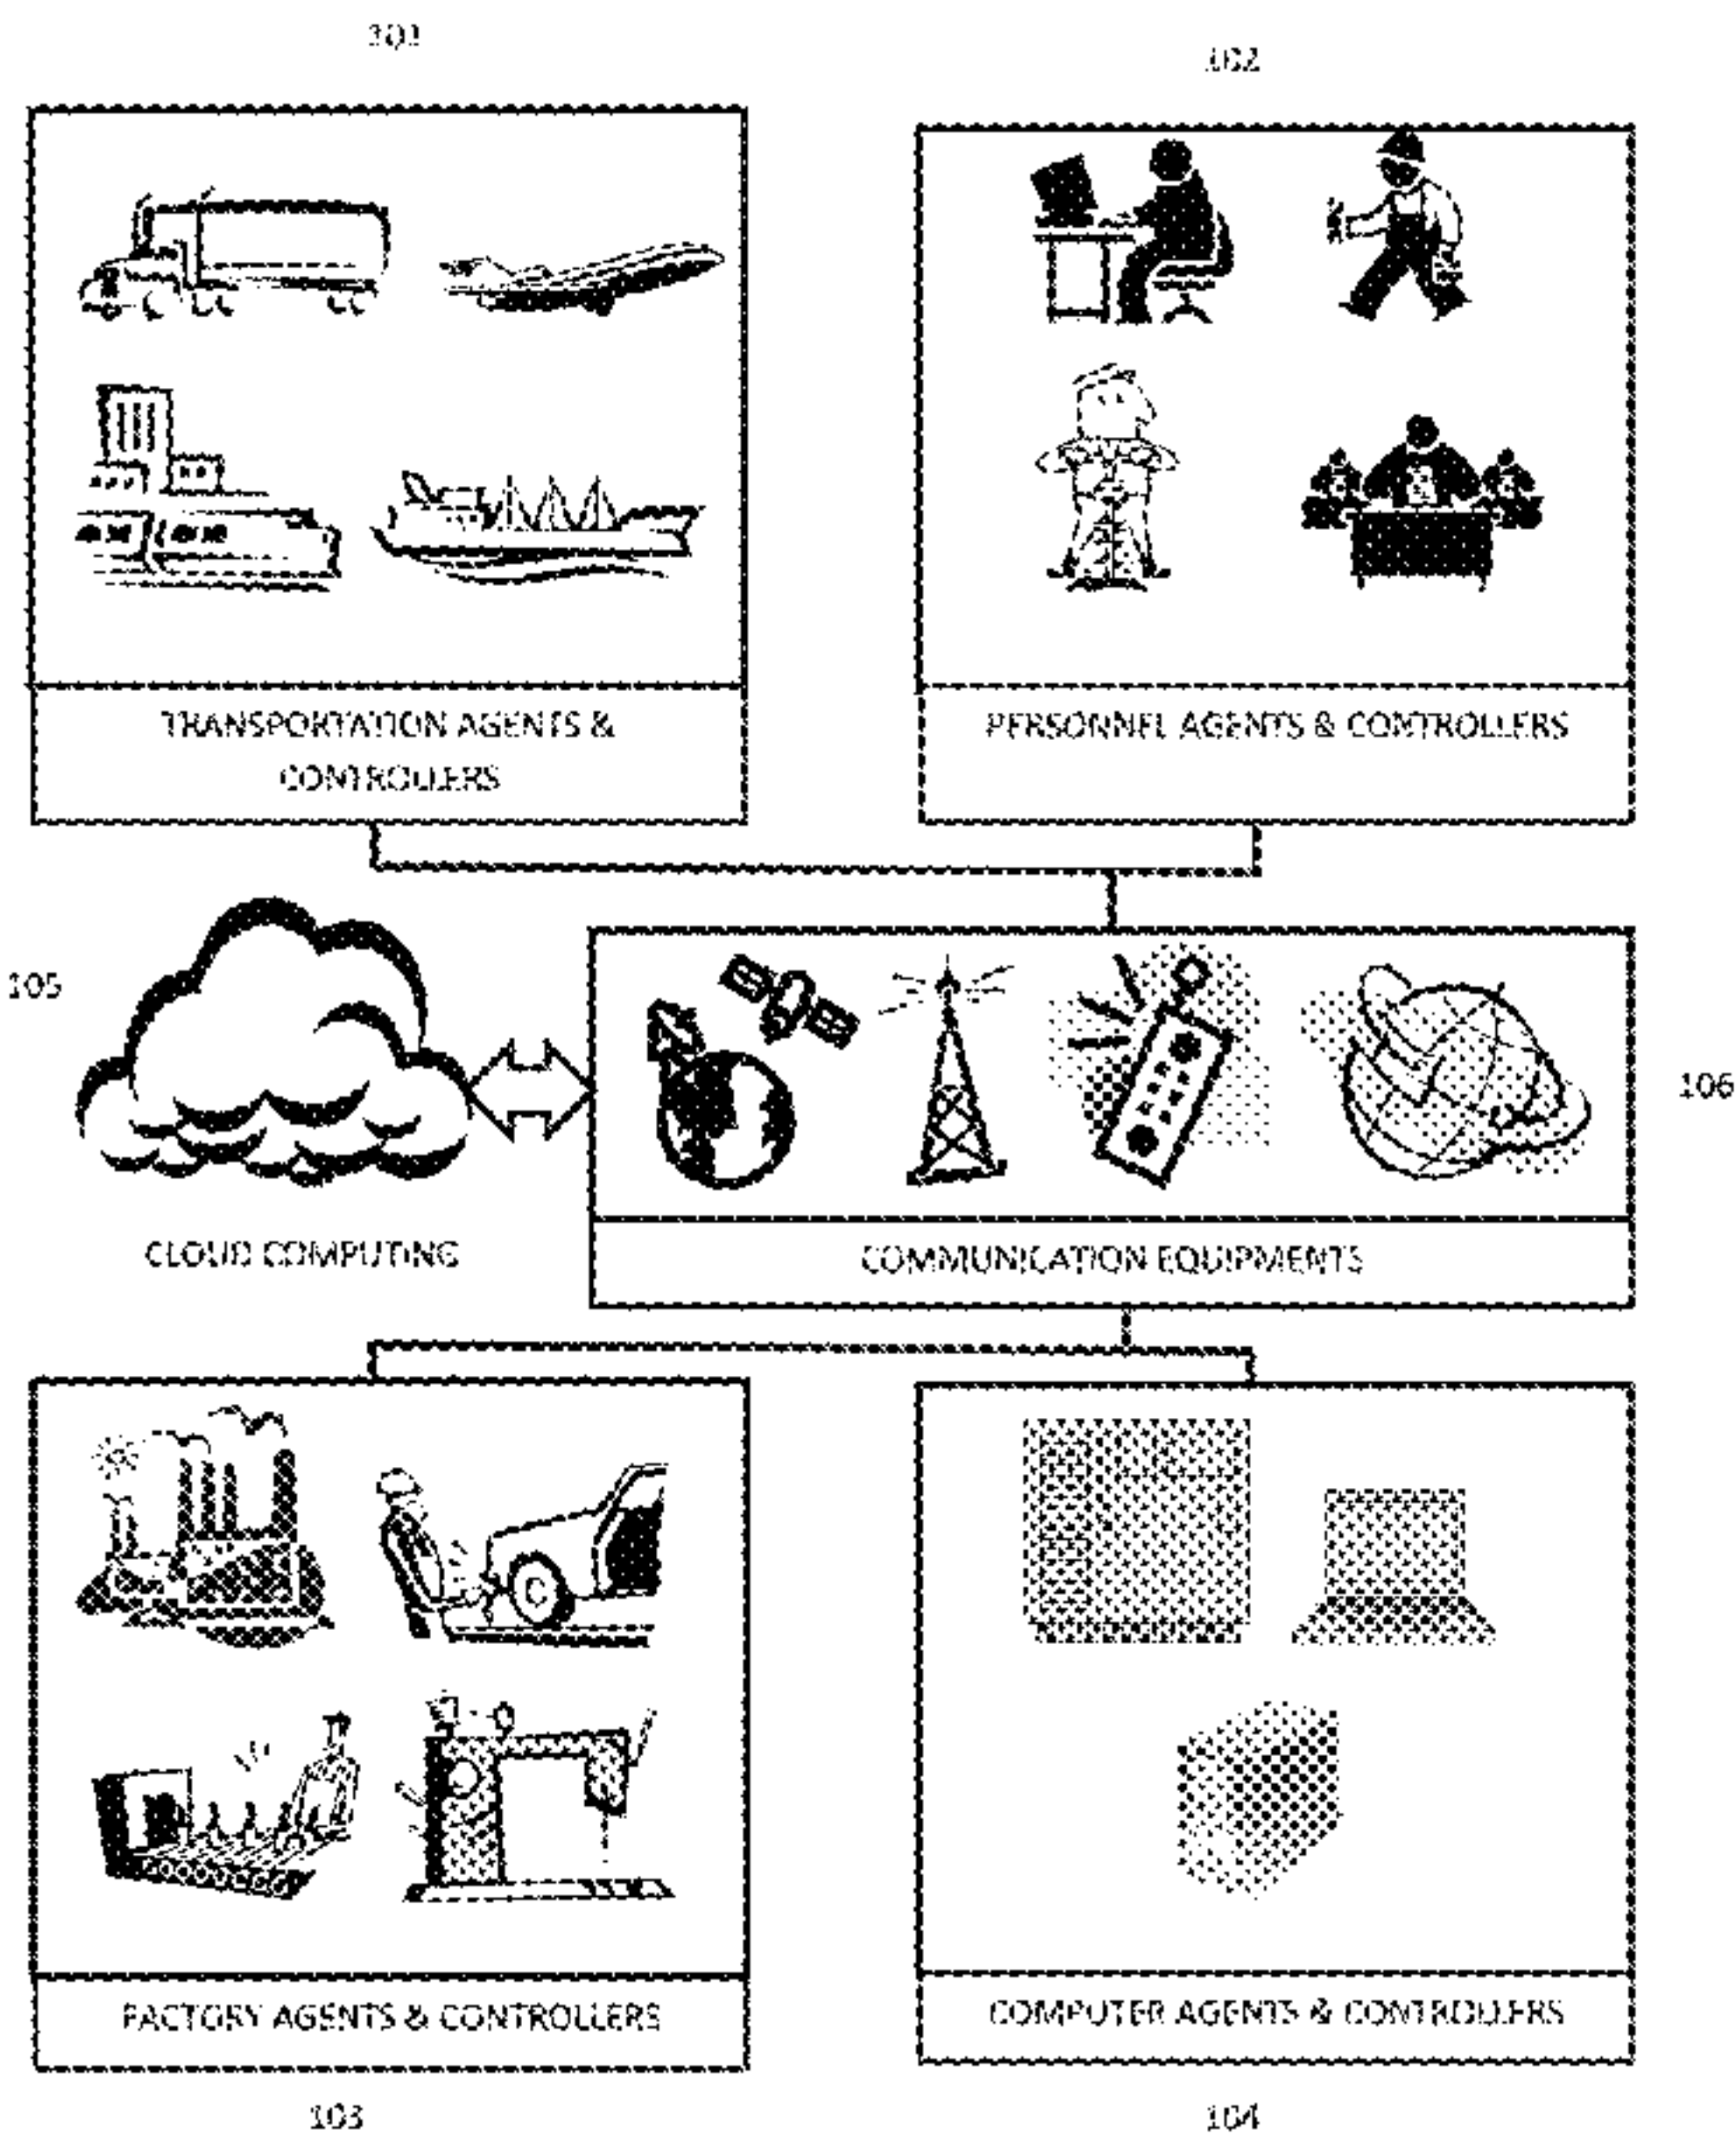 101
102
TRANSPORTATION AGENTS &
CONTROLLERS
PERSONNEL AGENTS & CONTROLLERS
105
106
CLOUD COMPUTING
COMMUNICATION EQUIPMENTS
FACTORY AGENTS & CONTROLLERS
COMPUTER AGENTS & CONTROLLERS
103
104